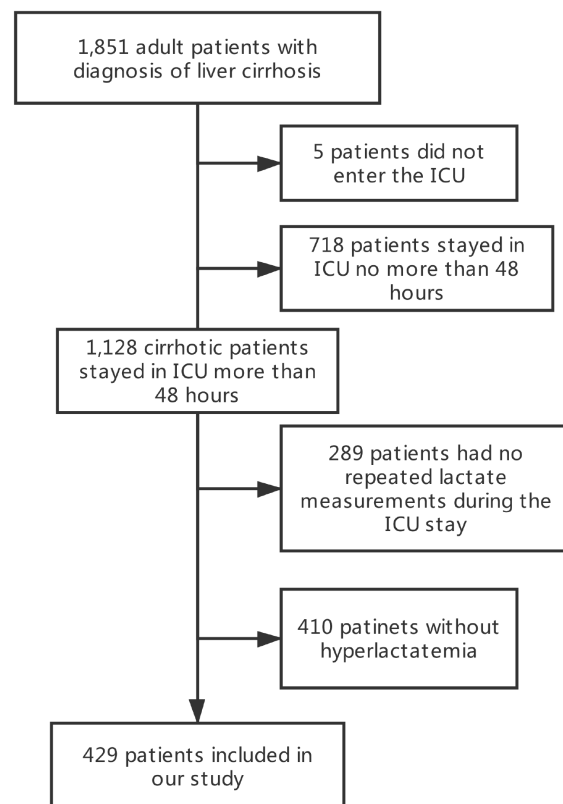 1,851 adult patients with
diagnosis of liver cirrhosis
5 patients did not
enter the ICU
718 patients stayed in
ICU no more than 48
hours
1,128 cirrhotic patients
stayed in ICU more than
48 hours
289 patients had no
repeated lactate
measurements during the
ICU stay
410 patinets without
hyperlactatemia
429 patients included in
our study